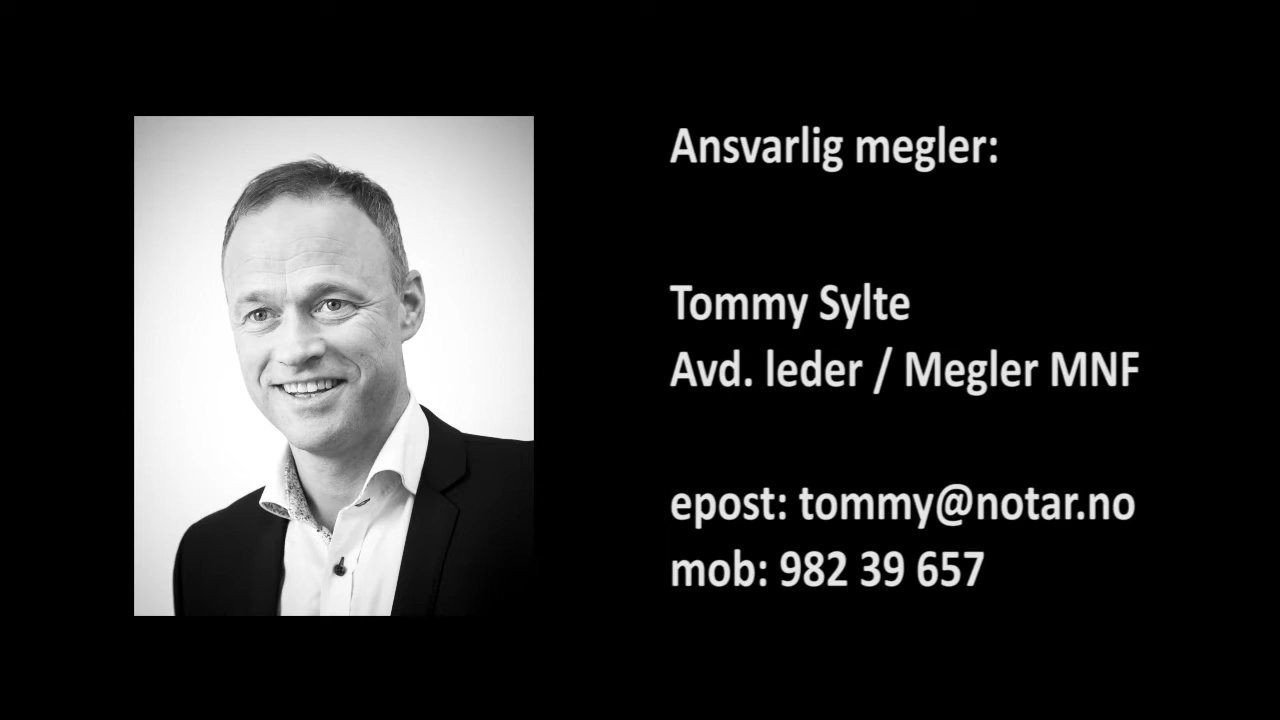 Ansvarlig megler:
Tommy Sylte
Avd. leder / Megler MNF
epost: tommy@notar.no
mob: 982 39 657